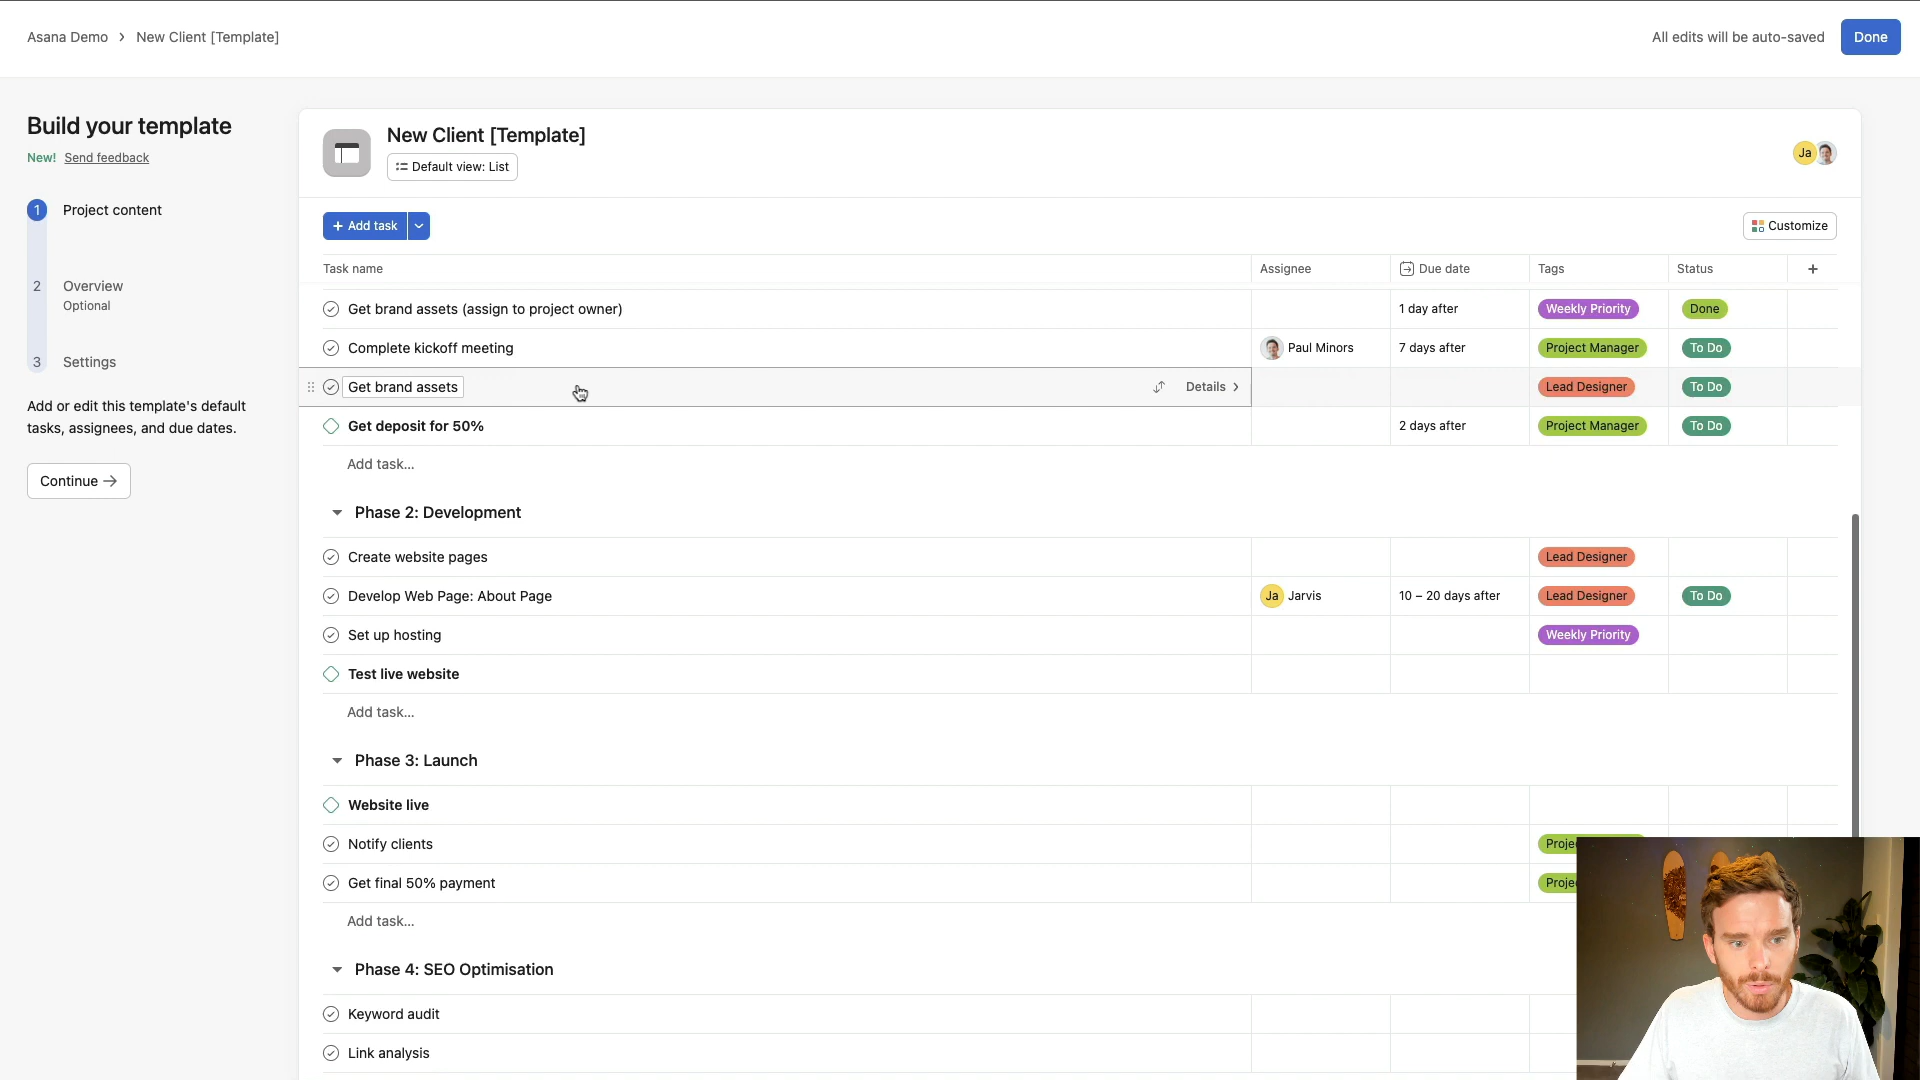 Asana Demo > New Client [Template]
All edits will be auto-saved
Done
Build your template
New! Send feedback
1 Project content
2 Overview
Optional
3 Settings
Add or edit this template's default
tasks, assignees, and due dates.
Continue →
New Client [Template]
Default view: List
Ja
+ Add task
Customize
Task name Assignee Due date Tags Status +
Get brand assets (assign to project owner) 1 day after Weekly Priority Done
Complete kickoff meeting Paul Minors 7 days after Project Manager To Do
Get brand assets Details > Lead Designer To Do
Get deposit for 50% 2 days after Project Manager To Do
Add task...
Phase 2: Development
Create website pages Lead Designer
Develop Web Page: About Page Ja Jarvis 10 – 20 days after Lead Designer To Do
Set up hosting Weekly Priority
Test live website
Add task...
Phase 3: Launch
Website live
Notify clients
Get final 50% payment
Add task...
Phase 4: SEO Optimisation
Keyword audit
Link analysis